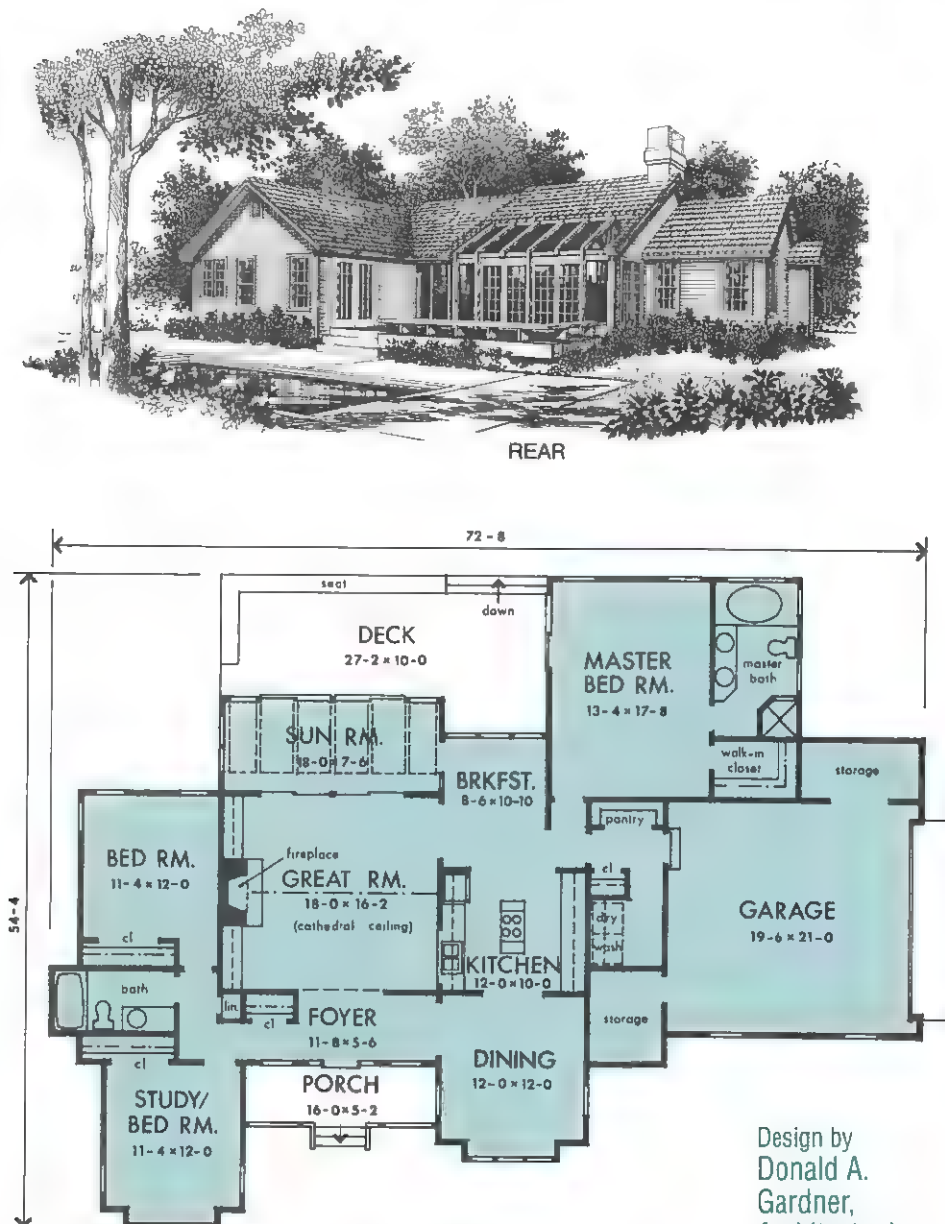 REAR
72-8
54-4
seat
down
DECK
27-2 × 10-0
MASTER
BED RM.
13-4 × 17-8
master
bath
SUN RM.
18-0 × 7-6
BRKFST.
8-6 × 10-10
walk-in
closet
storage
pantry
BED RM.
11-4 × 12-0
fireplace
GREAT RM.
18-0 × 16-2
(cathedral ceiling)
cl
dry
wash
GARAGE
19-6 × 21-0
cl
KITCHEN
12-0 × 10-0
bath
lin.
cl
FOYER
11-8 × 5-6
storage
cl
DINING
12-0 × 12-0
PORCH
16-0 × 5-2
STUDY/
BED RM.
11-4 × 12-0
Design by
Donald A.
Gardner,